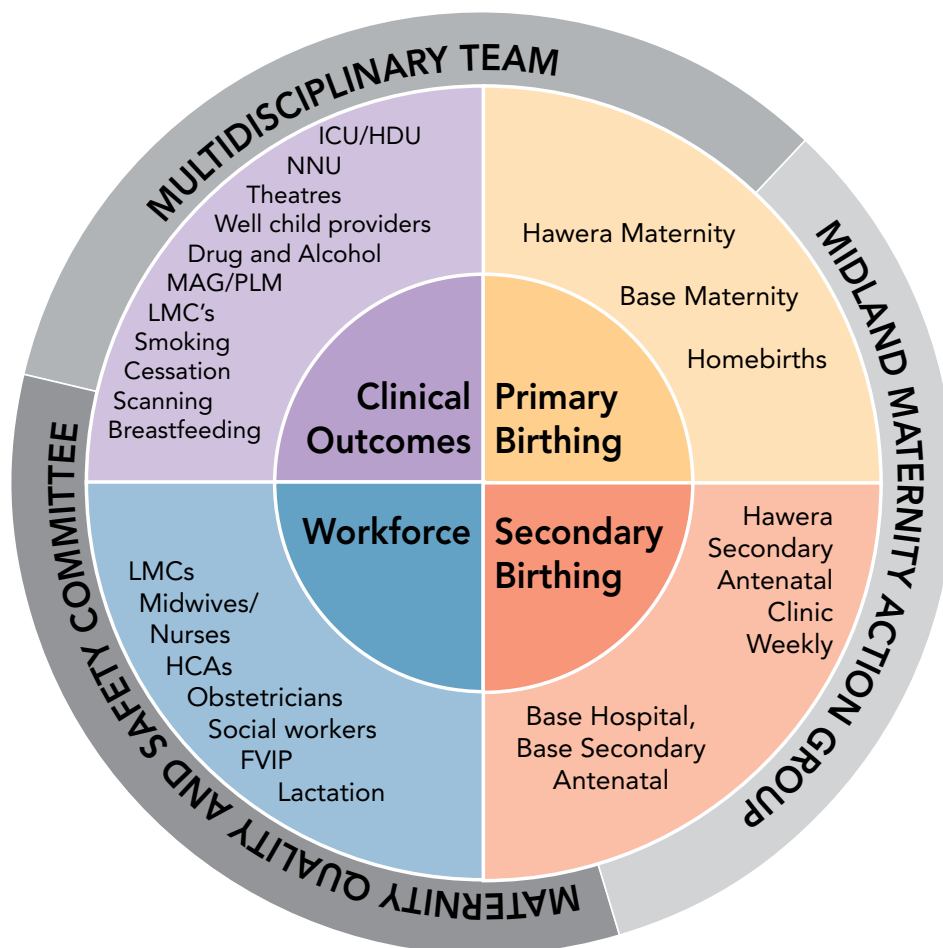 MULTIDISCIPLINARY TEAM
MIDLAND MATERNITY ACTION GROUP
MATERNITY QUALITY AND SAFETY COMMITTEE
ICU/HDU
NNU
Theatres
Well child providers
Drug and Alcohol
MAG/PLM
LMC’s
Smoking
Cessation
Scanning
Breastfeeding
Clinical
Outcomes
Hawera Maternity
Base Maternity
Homebirths
Primary
Birthing
Workforce
LMCs
Midwives/
Nurses
HCAs
Obstetricians
Social workers
FVIP
Lactation
Secondary
Birthing
Hawera
Secondary
Antenatal
Clinic
Weekly
Base Hospital,
Base Secondary
Antenatal